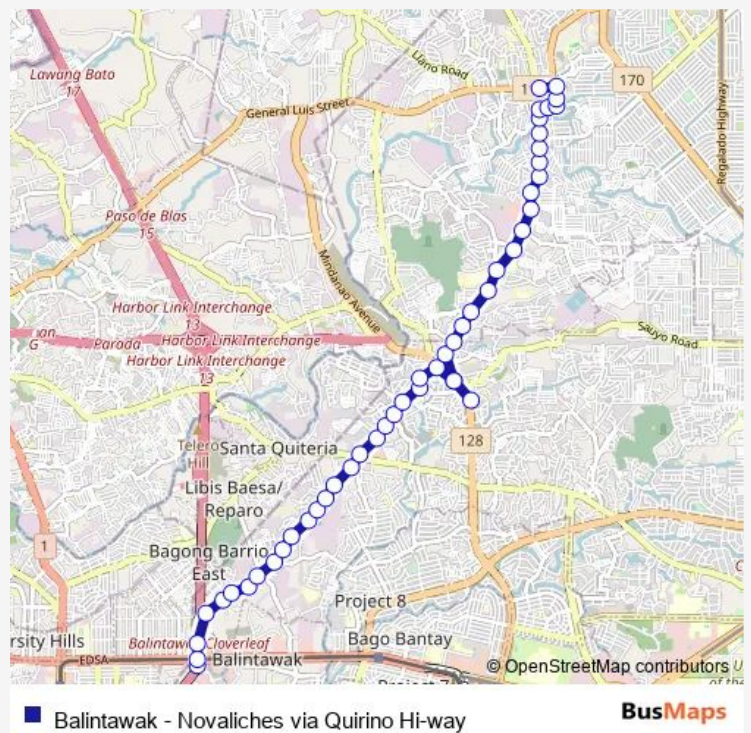 Lawang Bato
17
Llano Road
170
Regalado Highway
General Luis Street
Paso de Blas
15
Mindanao Avenue
Harbor Link Interchange
13
Parada
Harbor Link Interchange
Harbor Link Interchange
13
Sauyo Road
128
Santa Quiteria
Libis Baesa/
Reparo
Bagong Barrio
East
1
Project 8
Bago Bantay
rsity Hills
Balintawak Cloverleaf
EDSA
Balintawak
© OpenStreetMap contributors
Balintawak - Novaliches via Quirino Hi-way
BusMaps